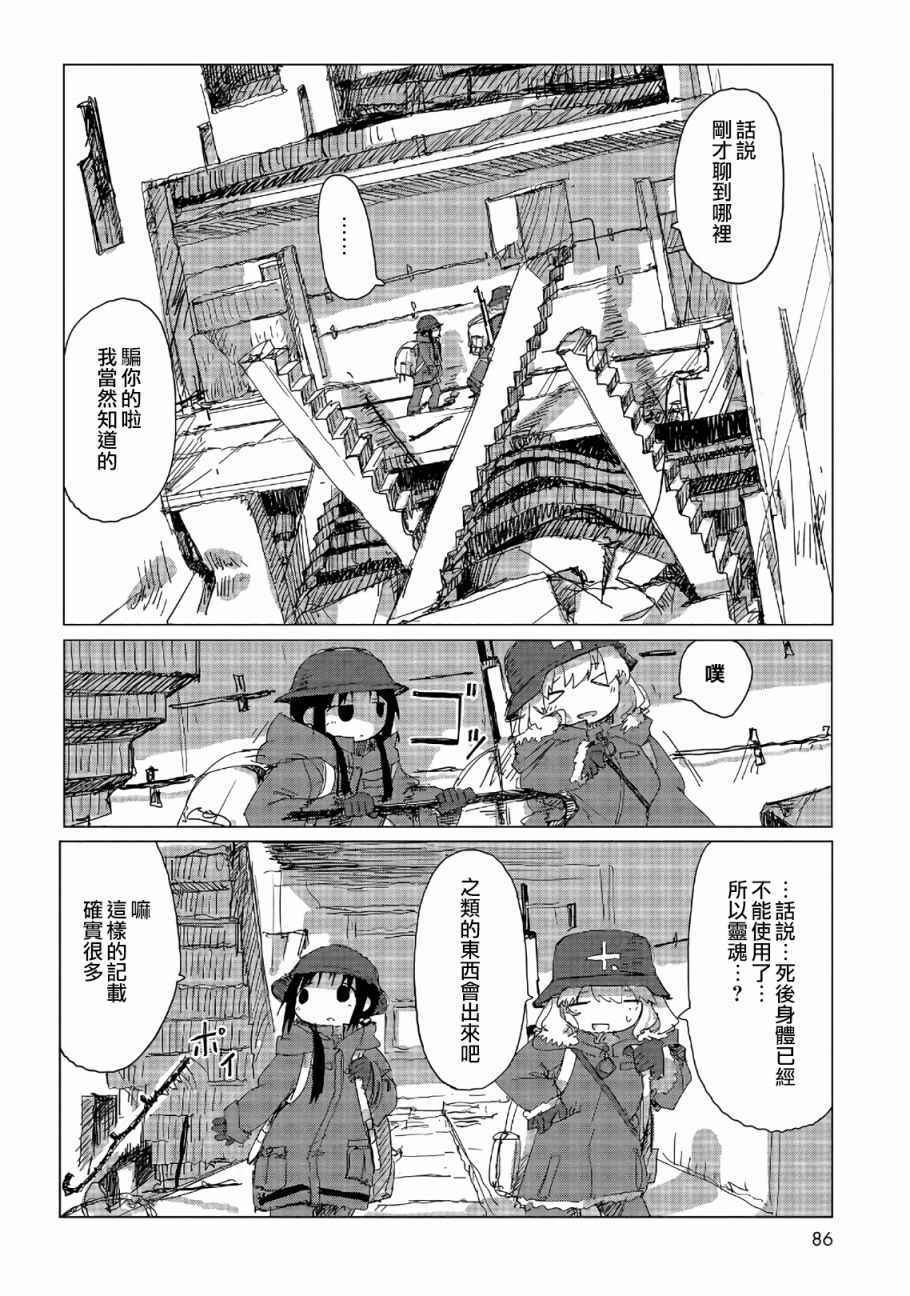 話説
剛才聊到哪裡
……
騙你的啦
我當然知道的
噗
ゴッ
…話説…死後身體已經
不能使用了…
所以靈魂…?
之類的東西會出來吧
嘛
這樣的記載
確實很多
ポイ
86